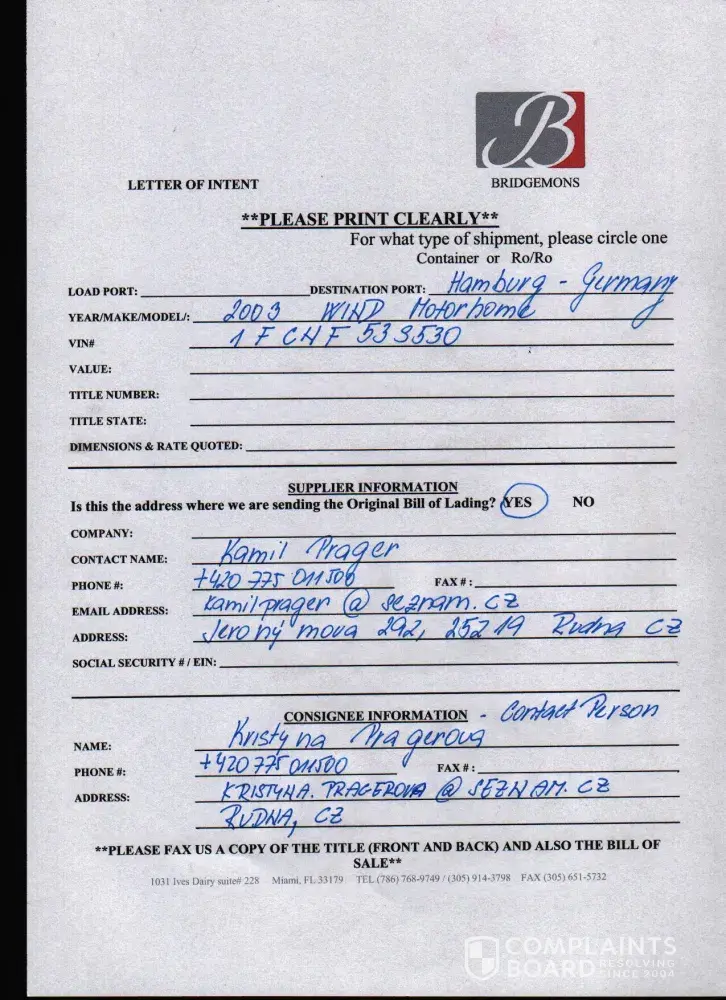 B
LETTER OF INTENT
BRIDGEMONS
**PLEASE PRINT CLEARLY**
For what type of shipment, please circle one
Container or Ro/Ro
LOAD PORT: DESTINATION PORT: Hamburg - Germany
YEAR/MAKE/MODEL/: 2003 WIND Motorhome
VIN# 1 F CNF 53S530
VALUE:
TITLE NUMBER:
TITLE STATE:
DIMENSIONS & RATE QUOTED:
SUPPLIER INFORMATION
Is this the address where we are sending the Original Bill of Lading? YES NO
COMPANY:
CONTACT NAME: Kamil Prager
PHONE #: +420 775 011 500 FAX # :
EMAIL ADDRESS: kamilprager @ seznam.cz
ADDRESS: Jeronýmova 292, 25219 Rudna CZ
SOCIAL SECURITY # / EIN:
CONSIGNEE INFORMATION - Contact Person
NAME: Kristyna Pragerova
PHONE #: +420 775 011500 FAX # :
ADDRESS: KRISTYNA.PRAGEROVA @ SEZNAM.CZ
RUDNA, CZ
**PLEASE FAX US A COPY OF THE TITLE (FRONT AND BACK) AND ALSO THE BILL OF
SALE**
1031 Ives Dairy suite# 228 Miami, FL 33179 TEL (786) 768-9749 / (305) 914-3798 FAX (305) 651-5732
COMPLAINTS
BOARD RESOLVING
SINCE 2004